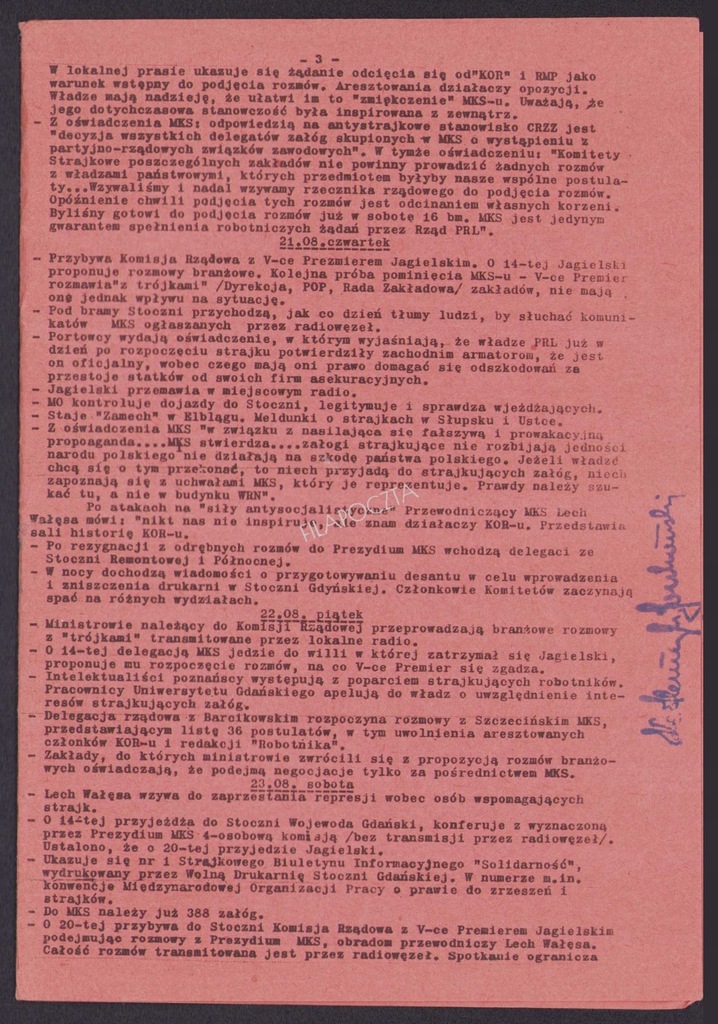 - 3 -
W lokalnej prasie ukazuje się żądanie odcięcia się od"KOR" i RMP jako
warunek wstępny do podjęcia rozmów. Aresztowania działaczy opozycji.
Władze mają nadzieję, że ułatwi im to "zmiękczenie" MKS-u. Uważają, że
jego dotychczasowa stanowczość była inspirowana z zewnątrz.
- Z oświadczenia MKS: odpowiedzią na antystrajkowe stanowisko CRZZ jest
"decyzja wszystkich delegatów załóg skupionych w MKS o wystąpieniu z
partyjno-rządowych związków zawodowych". W tymże oświadczeniu: "Komitety
Strajkowe poszczególnych zakładów nie powinny prowadzić żadnych rozmów
z władzami państwowymi, których przedmiotem byłyby nasze wspólne postula-
ty...Wzywaliśmy i nadal wzywamy rzecznika rządowego do podjęcia rozmów.
Opóźnienie chwili podjęcia tych rozmów jest odcinaniem własnych korzeni.
Byliśmy gotowi do podjęcia rozmów już w sobotę 16 bm. MKS jest jedynym
gwarantem spełnienia robotniczych żądań przez Rząd PRL".
21.08.czwartek
- Przybywa Komisja Rządowa z V-ce Prezmierem Jagielskim. O 14-tej Jagielski
proponuje rozmowy branżowe. Kolejna próba pominięcia MKS-u - V-ce Premier
rozmawia"z trójkami" /Dyrekcja, POP, Rada Zakładowa/ zakładów, nie mają
one jednak wpływu na sytuację.
- Pod bramy Stoczni przychodzą, jak co dzień tłumy ludzi, by słuchać komuni-
katów MKS ogłaszanych przez radiowęzeł.
- Portowcy wydają oświadczenie, w którym wyjaśniają, że władze PRL już w
dzień po rozpoczęciu strajku potwierdziły zachodnim armatorom, że jest
on oficjalny, wobec czego mają oni prawo domagać się odszkodowań za
przestoje statków od swoich firm asekuracyjnych.
- Jagielski przemawia w miejscowym radio.
- MO kontroluje dojazdy do Stoczni, legitymuje i sprawdza wjeżdżających.
- Staje "Zamech" w Elblągu. Meldunki o strajkach w Słupsku i Ustce.
- Z oświadczenia MKS "w związku z nasilająca się fałszywą i prowakacyjną
propoaganda....MKS stwierdza....załogi strajkujące nie rozbijają jedności
narodu polskiego nie działają na szkodę państwa polskiego. Jeżeli władze
chcą się o tym przekonać, to niech przyjadą do strajkujących załóg, niech
zapoznają się z uchwałami MKS, który je reprezentuje. Prawdy należy szu-
kać tu, a nie w budynku WRN".
Po atakach na "siły antysocjalistyczne" Przewodniczący MKS Lech
Wałęsa mówi: "nikt nas nie inspiruje, nie znam działaczy KOR-u. Przedstawia
sali historię KOR-u.
- Po rezygnacji z odrębnych rozmów do Prezydium MKS wchodzą delegaci ze
Stoczni Remontowej i Północnej.
- W nocy dochodzą wiadomości o przygotowywaniu desantu w celu wprowadzenia
i zniszczenia drukarni w Stoczni Gdyńskiej. Członkowie Komitetów zaczynają
spać na różnych wydziałach.
22.08. piątek
- Ministrowie należący do Komisji Rządowej przeprowadzają branżowe rozmowy
z "trójkami" transmitowane przez lokalne radio.
- O 14-tej delegacją MKS jedzie do willi w której zatrzymał się Jagielski,
proponuje mu rozpoczęcie rozmów, na co V-ce Premier się zgadza.
- Intelektualiści poznańscy występują z poparciem strajkujących robotników.
Pracownicy Uniwersytetu Gdańskiego apelują do władz o uwzględnienie inte-
resów strajkujących załóg.
- Delegacja rządowa z Barcikowskim rozpoczyna rozmowy z Szczecińskim MKS,
przedstawiającym listę 36 postulatów, w tym uwolnienia aresztowanych
członków KOR-u i redakcji "Robotnika".
- Zakłady, do których ministrowie zwrócili się z propozycją rozmów branżo-
wych oświadczają, że podejmą negocjacje tylko za pośrednictwem MKS.
23.08. sobota
- Lech Wałęsa wzywa do zaprzestania represji wobec osób wspomagających
strajk.
- O 14-tej przyjeżdża do Stoczni Wojewoda Gdański, konferuje z wyznaczoną
przez Prezydium MKS 4-osobową komisją /bez transmisji przez radiowęzeł/.
Ustalono, że o 20-tej przyjedzie Jagielski.
- Ukazuje się nr i Strajkowego Biuletynu Informacyjnego "Solidarność",
wydrukowany przez Wolną Drukarnię Stoczni Gdańskiej. W numerze m.in.
konwencje Międzynarodowej Organizacji Pracy o prawie do zrzeszeń i
strajków.
- Do MKS należy już 388 załóg.
- O 20-tej przybywa do Stoczni Komisja Rządowa z V-ce Premierem Jagielskim
podejmując rozmowy z Prezydium MKS, obradom przewodniczy Lech Wałęsa.
Całość rozmów transmitowana jest przez radiowęzeł. Spotkanie ogranicza
FILAPOCZTA